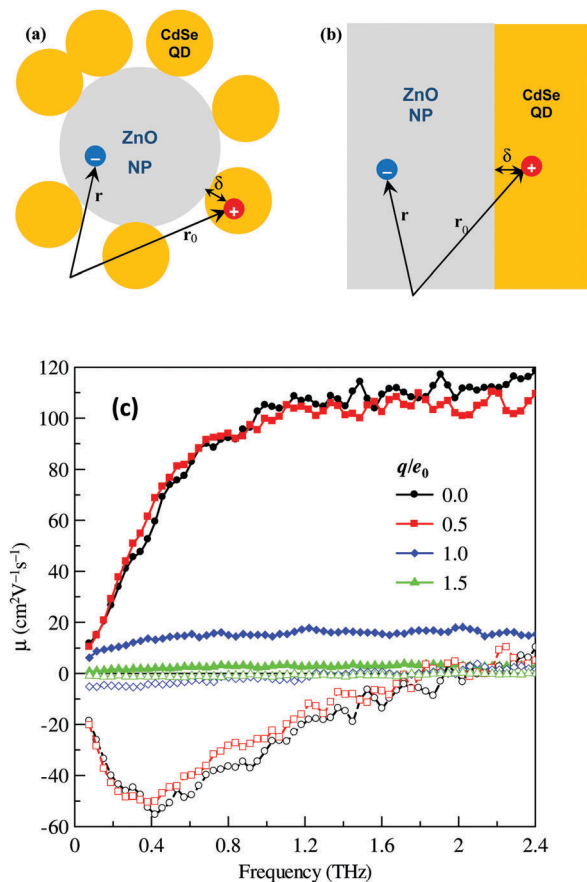 (a)
CdSe
QD
ZnO
NP
−
δ
+
r
r₀
(b)
ZnO
NP
CdSe
QD
δ
−
+
r
r₀
(c)
120
100
80
60
40
20
0
-20
-40
-60
μ (cm²V⁻¹s⁻¹)
q/e₀
0.0
0.5
1.0
1.5
0.4
0.8
1.2
1.6
2
2.4
Frequency (THz)